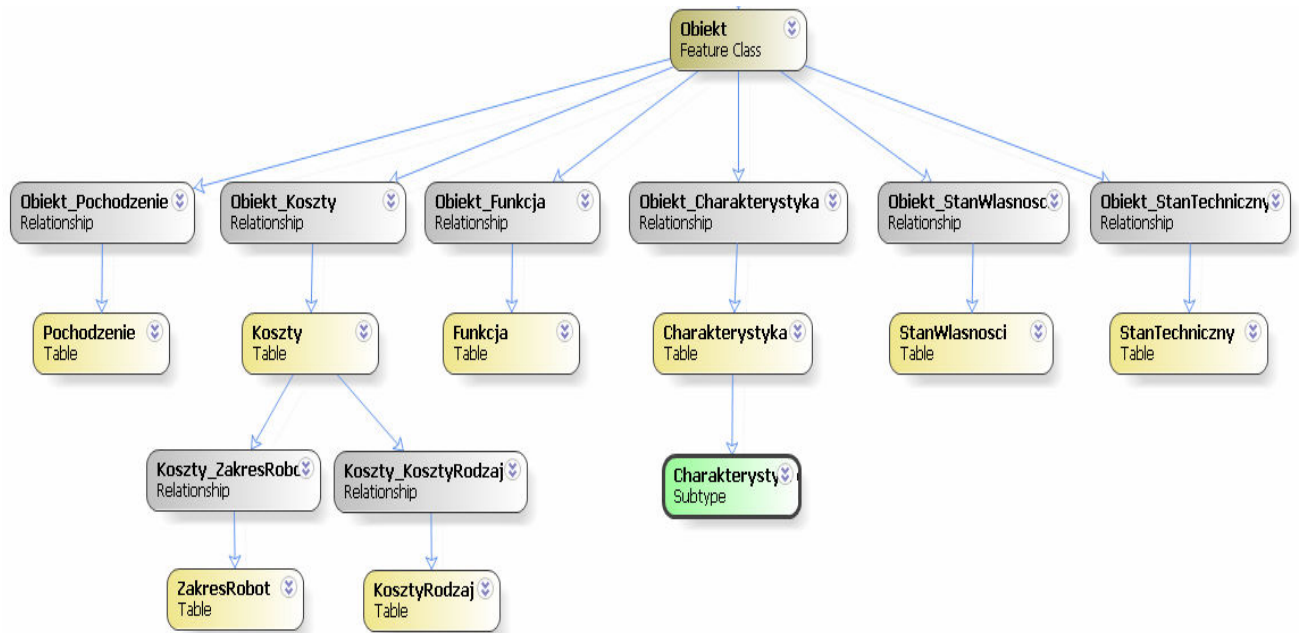 Obiekt
Feature Class
Obiekt_Pochodzenie
Relationship
Obiekt_Koszty
Relationship
Obiekt_Funkcja
Relationship
Obiekt_Charakterystyka
Relationship
Obiekt_StanWlasnosc
Relationship
Obiekt_StanTechniczny
Relationship
Pochodzenie
Table
Koszty
Table
Funkcja
Table
Charakterystyka
Table
StanWlasnosci
Table
StanTechniczny
Table
Koszty_ZakresRobo
Relationship
Koszty_KosztyRodzaj
Relationship
Charakterysty
Subtype
ZakresRobot
Table
KosztyRodzaj
Table